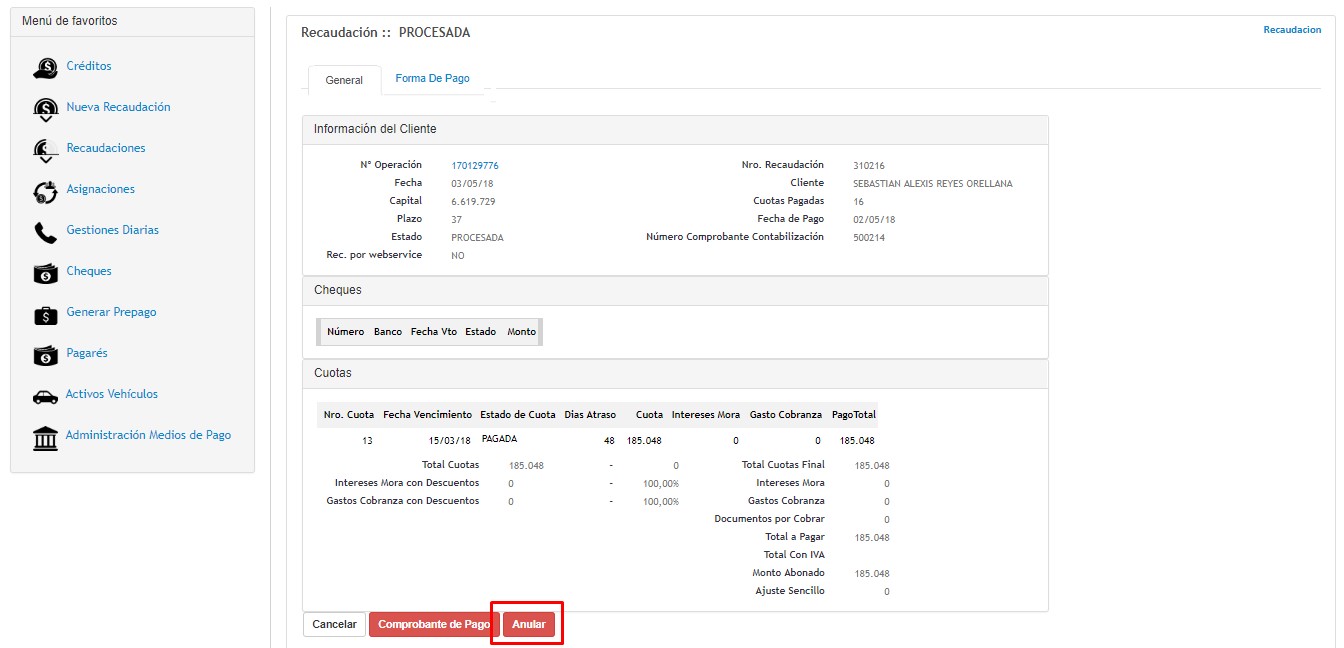 Menú de favoritos
Créditos
Nueva Recaudación
Recaudaciones
Asignaciones
Gestiones Diarias
Cheques
Generar Prepago
Pagarés
Activos Vehículos
Administración Medios de Pago
Recaudación :: PROCESADA
Recaudacion
General Forma De Pago
Información del Cliente
N° Operación 170129776 Nro. Recaudación 310216
Fecha 03/05/18 Cliente SEBASTIAN ALEXIS REYES ORELLANA
Capital 6.619.729 Cuotas Pagadas 16
Plazo 37 Fecha de Pago 02/05/18
Estado PROCESADA Número Comprobante Contabilización 500214
Rec. por webservice NO
Cheques
Número Banco Fecha Vto Estado Monto
Cuotas
Nro. Cuota Fecha Vencimiento Estado de Cuota Dias Atraso Cuota Intereses Mora Gasto Cobranza PagoTotal
13 15/03/18 PAGADA 48 185.048 0 0 185.048
Total Cuotas 185.048 - 0 Total Cuotas Final 185.048
Intereses Mora con Descuentos 0 - 100,00% Intereses Mora 0
Gastos Cobranza con Descuentos 0 - 100,00% Gastos Cobranza 0
Documentos por Cobrar 0
Total a Pagar 185.048
Total Con IVA
Monto Abonado 185.048
Ajuste Sencillo 0
Cancelar Comprobante de Pago Anular